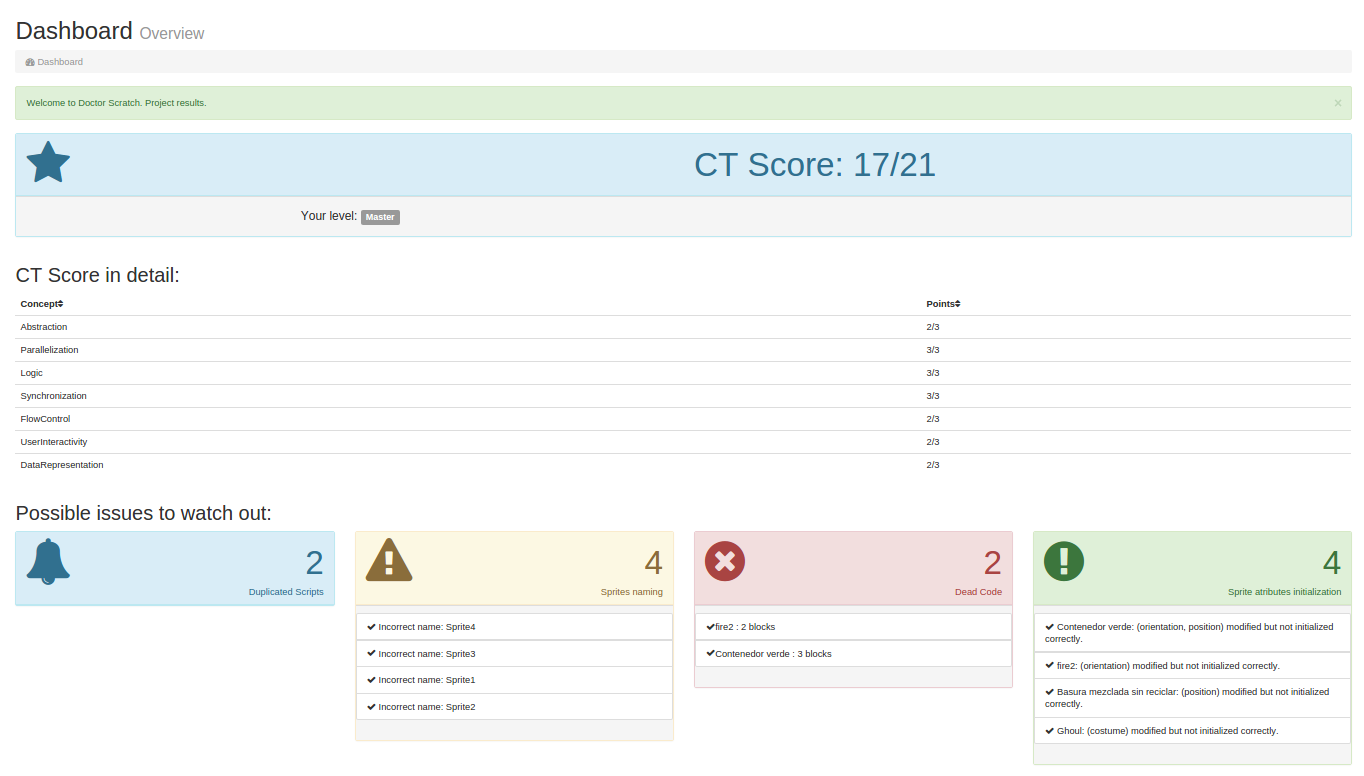 Dashboard Overview
Dashboard
Welcome to Doctor Scratch. Project results.
×
CT Score: 17/21
Your level: Master
CT Score in detail:
Concept Points
Abstraction 2/3
Parallelization 3/3
Logic 3/3
Synchronization 3/3
FlowControl 2/3
UserInteractivity 2/3
DataRepresentation 2/3
Possible issues to watch out:
2
Duplicated Scripts
4
Sprites naming
Incorrect name: Sprite4
Incorrect name: Sprite3
Incorrect name: Sprite1
Incorrect name: Sprite2
2
Dead Code
fire2 : 2 blocks
Contenedor verde : 3 blocks
4
Sprite atributes initialization
Contenedor verde: (orientation, position) modified but not initialized
correctly.
fire2: (orientation) modified but not initialized correctly.
Basura mezclada sin reciclar: (position) modified but not initialized
correctly.
Ghoul: (costume) modified but not initialized correctly.